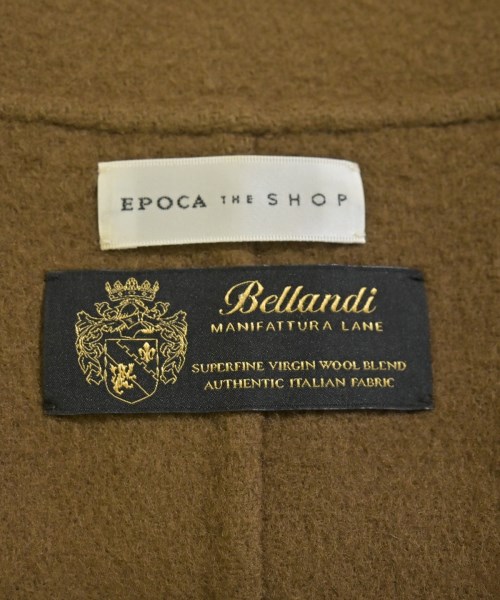 EPOCA THE SHOP
Bellandi
MANIFATTURA LANE
SUPERFINE VIRGIN WOOL BLEND
AUTHENTIC ITALIAN FABRIC